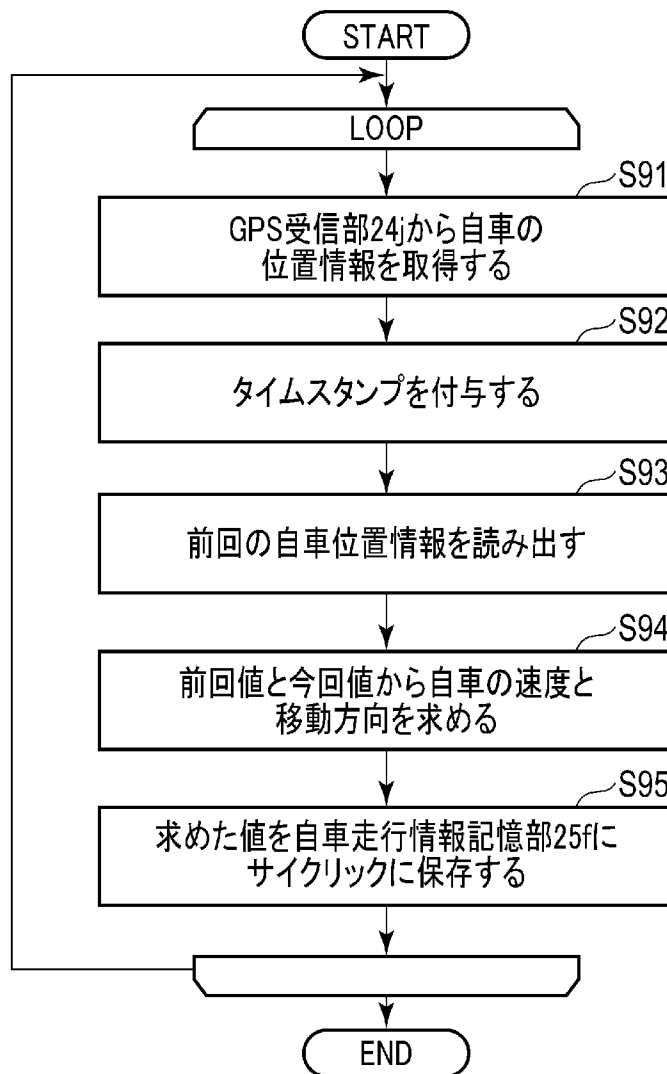 START
LOOP
S91
GPS受信部24jから自車の
位置情報を取得する
S92
タイムスタンプを付与する
S93
前回の自車位置情報を読み出す
S94
前回値と今回値から自車の速度と
移動方向を求める
S95
求めた値を自車走行情報記憶部25fに
サイクリックに保存する
END